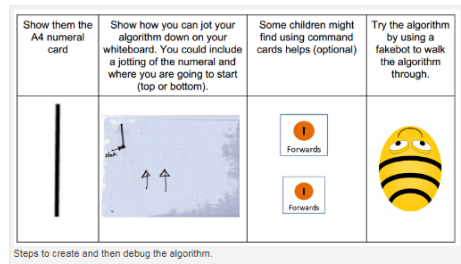 Show them the
A4 numeral
card
Show how you can jot your
algorithm down on your
whiteboard. You could include
a jotting of the numeral and
where you are going to start
(top or bottom).
Some children might
find using command
cards helps (optional)
Try the algorithm
by using a
fakebot to walk
the algorithm
through.
start
Forwards
Forwards
Steps to create and then debug the algorithm.